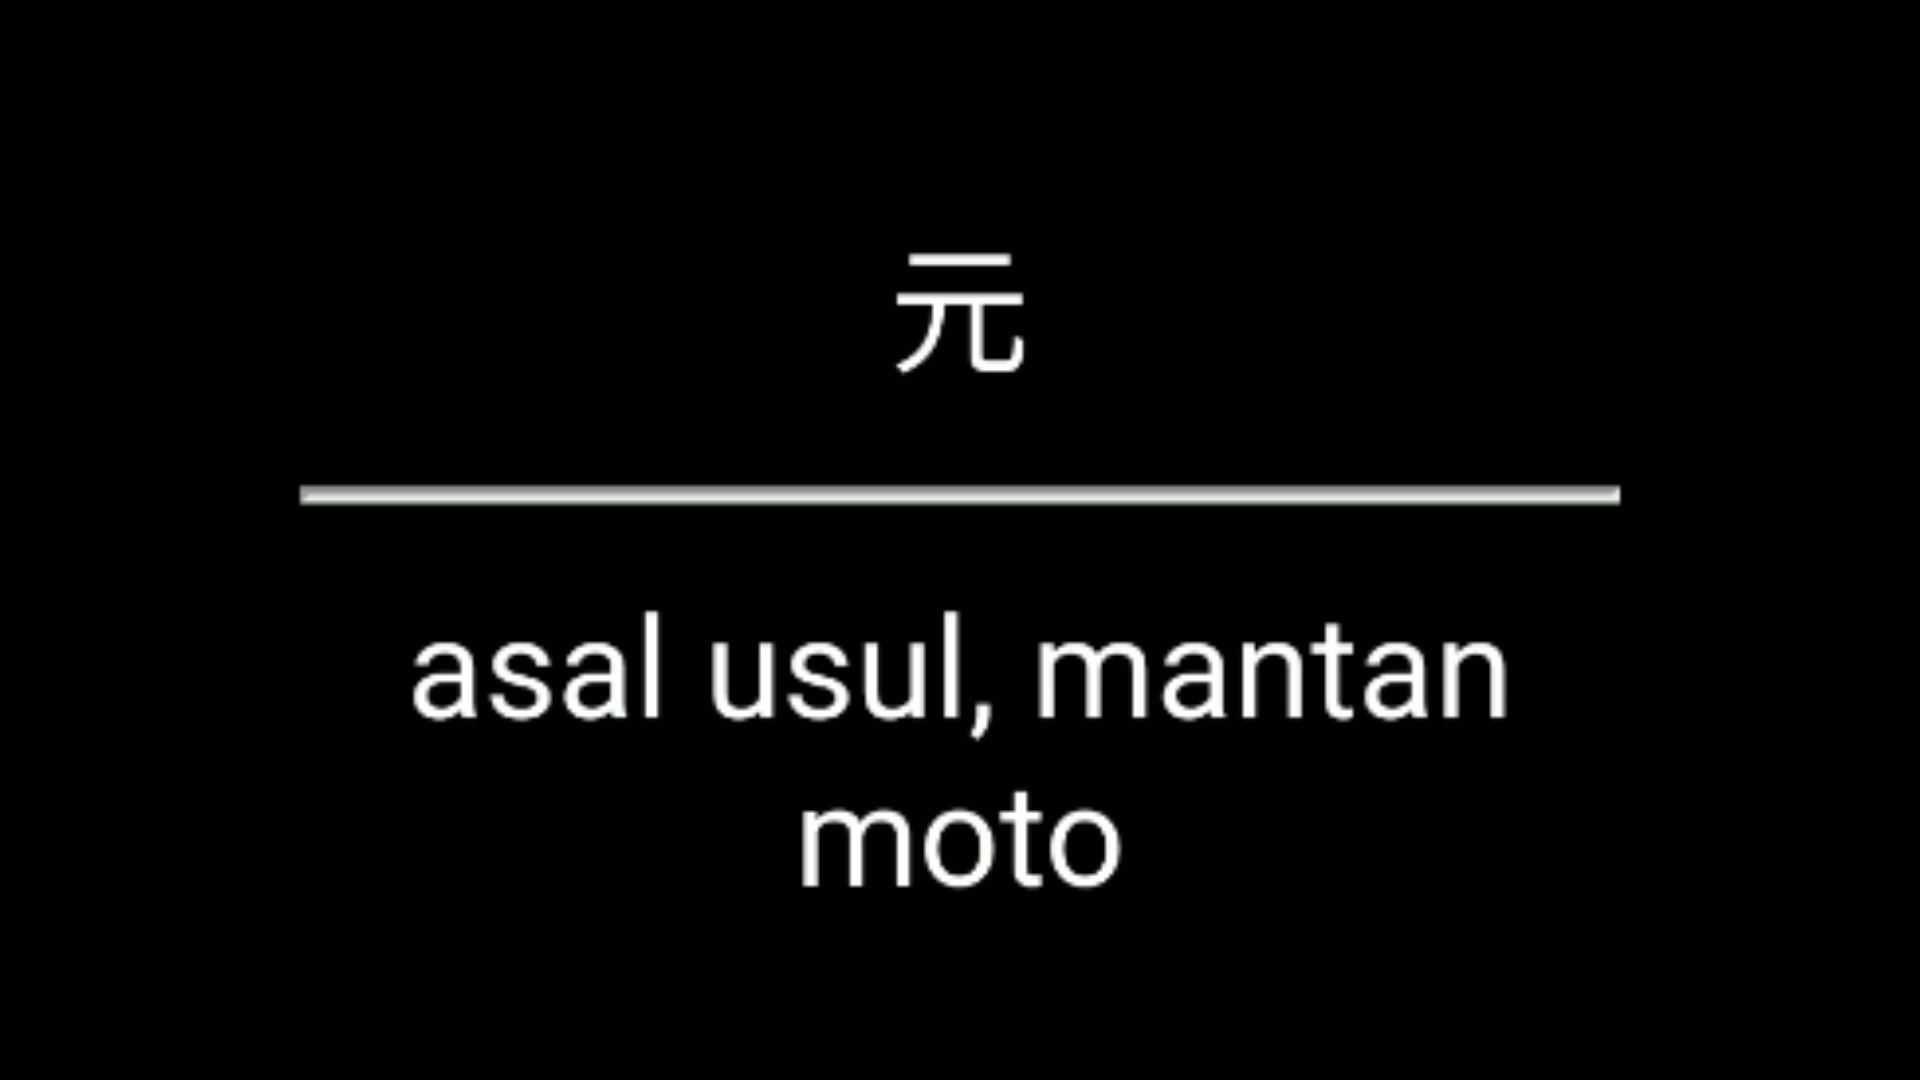 元
asal usul, mantan
moto